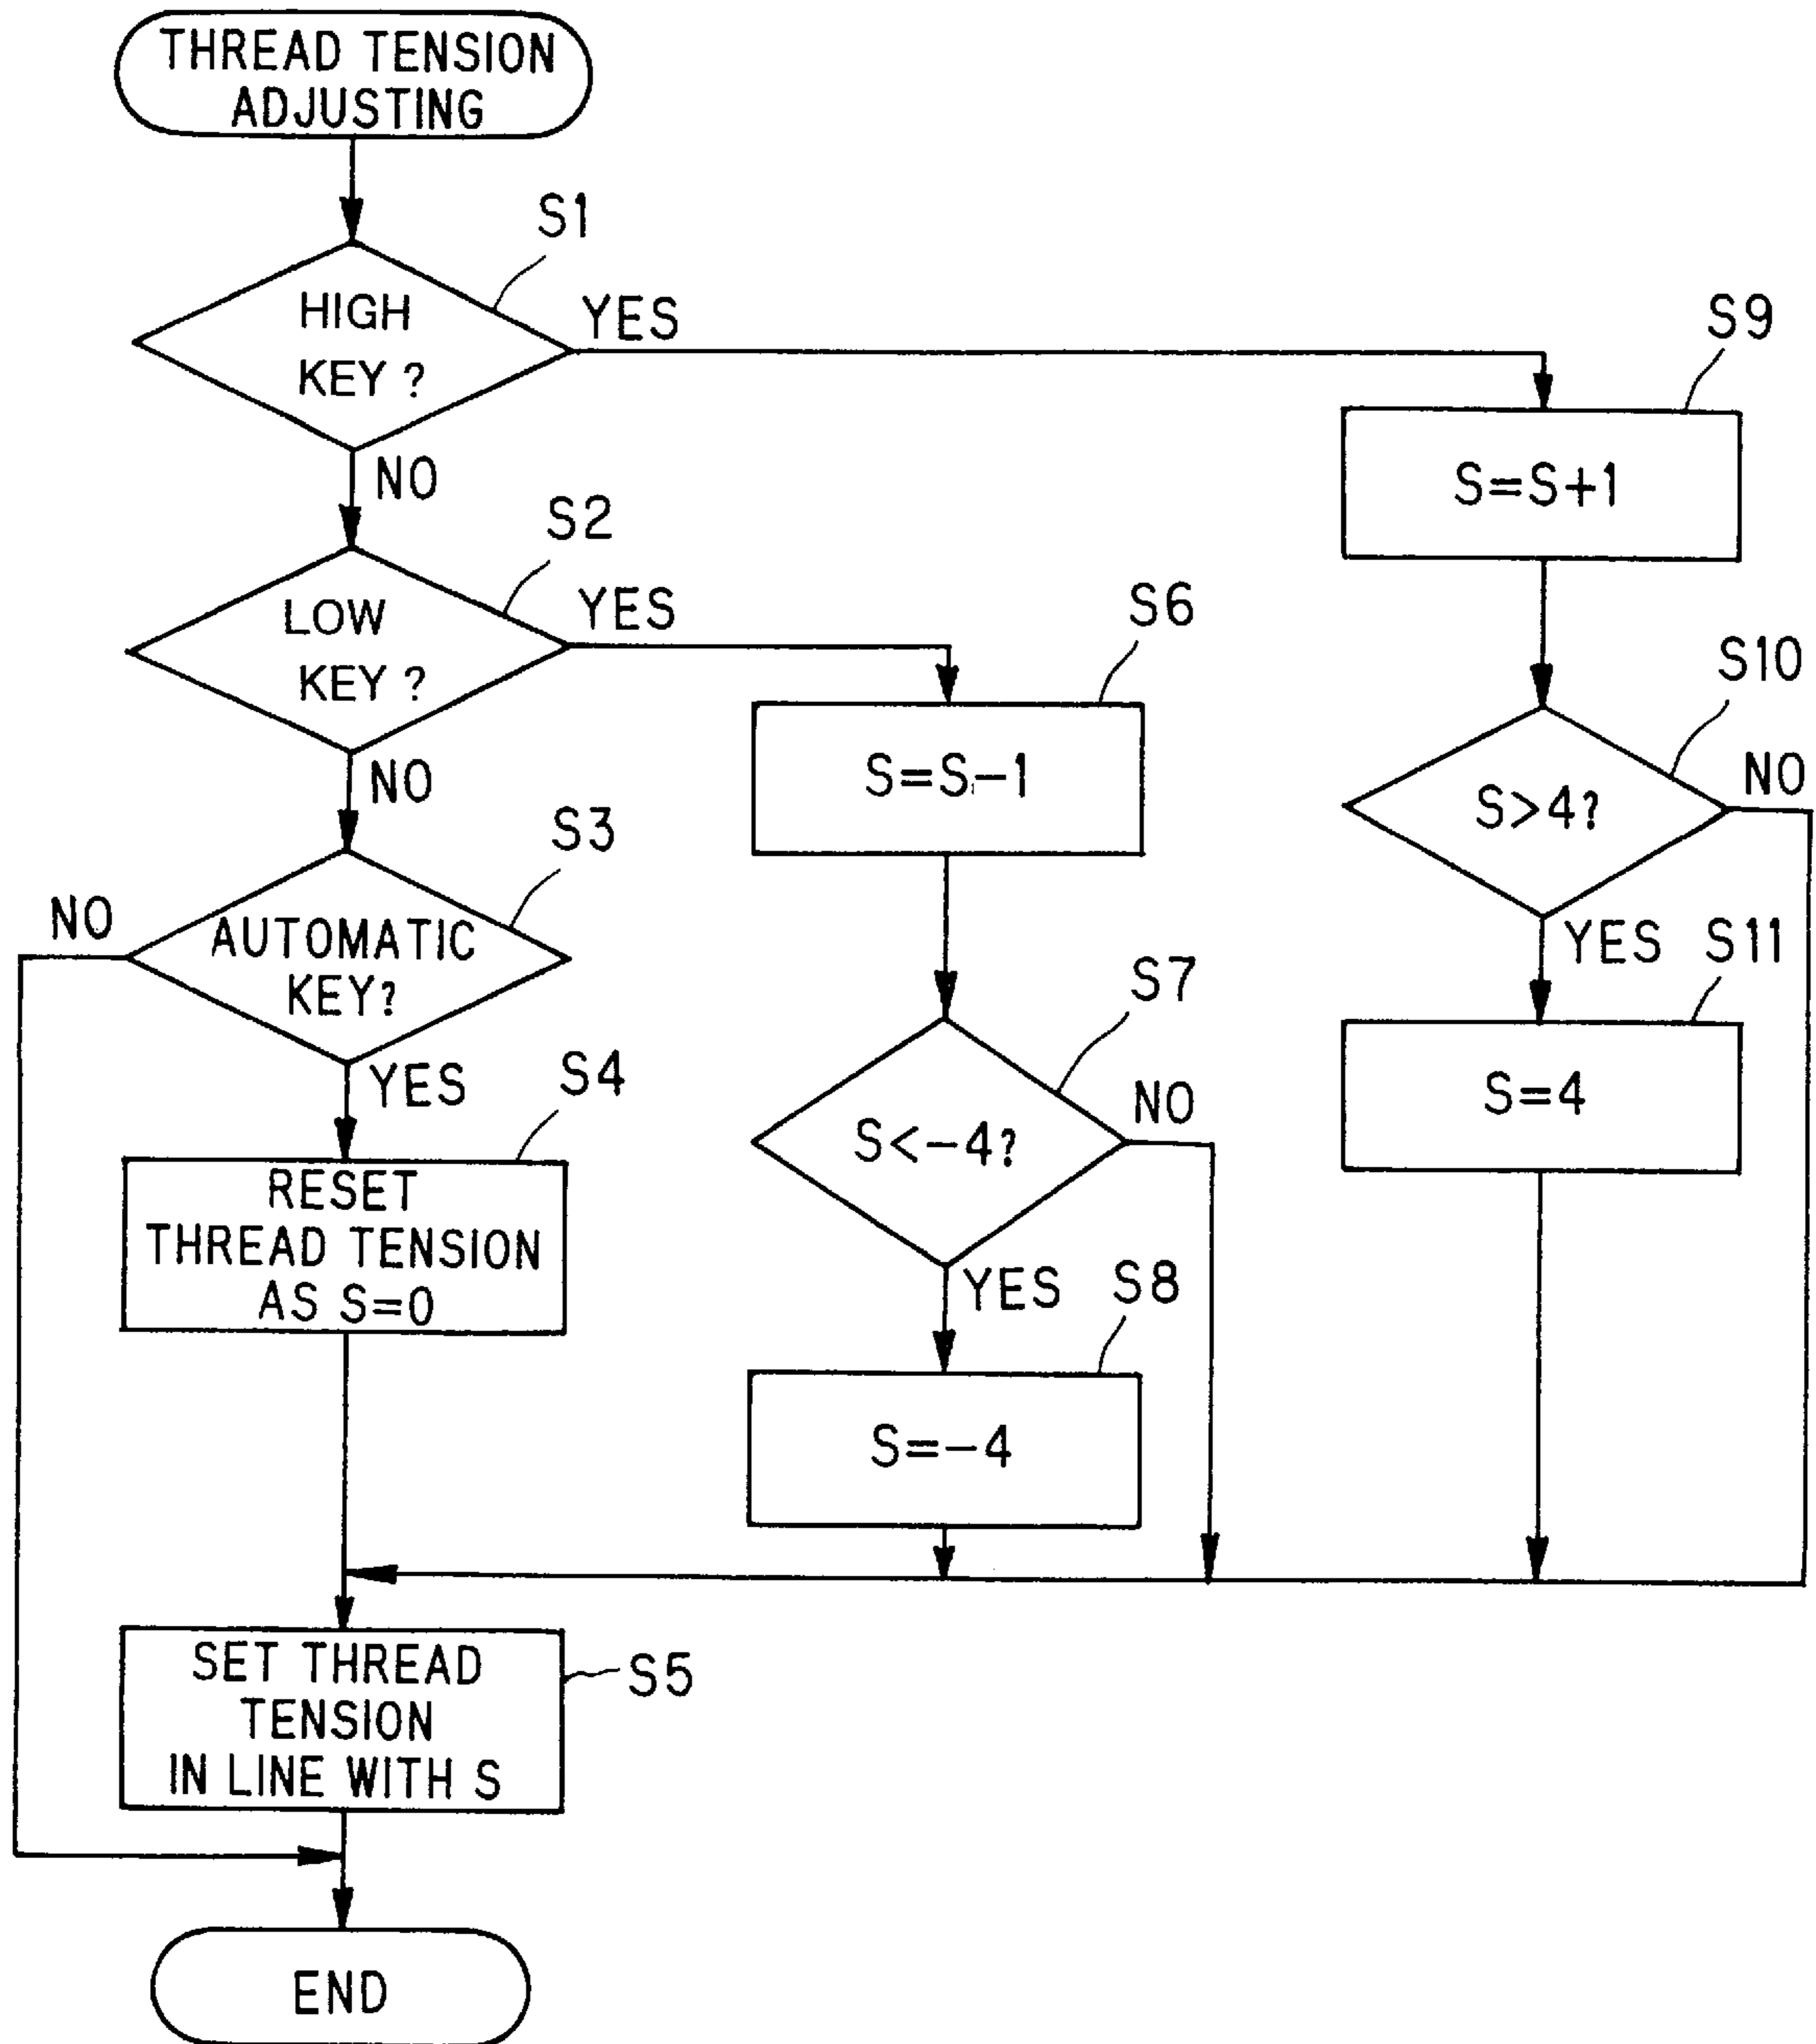 THREAD TENSION
ADJUSTING
S1
HIGH
KEY ?
YES
NO
S9
S=S+1
S2
LOW
KEY ?
YES
NO
S6
S=S-1
S10
S>4?
NO
YES
S3
AUTOMATIC
KEY?
NO
YES
S7
S<-4?
NO
YES
S11
S=4
S4
RESET
THREAD TENSION
AS S=0
S8
S=-4
S5
SET THREAD
TENSION
IN LINE WITH S
END